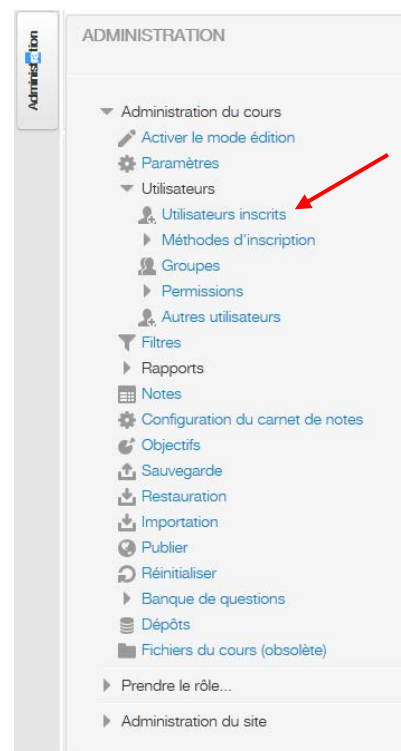 Administration
ADMINISTRATION
Administration du cours
Activer le mode édition
Paramètres
Utilisateurs
Utilisateurs inscrits
Méthodes d'inscription
Groupes
Permissions
Autres utilisateurs
Filtres
Rapports
Notes
Configuration du carnet de notes
Objectifs
Sauvegarde
Restauration
Importation
Publier
Réinitialiser
Banque de questions
Dépôts
Fichiers du cours (obsolète)
Prendre le rôle...
Administration du site